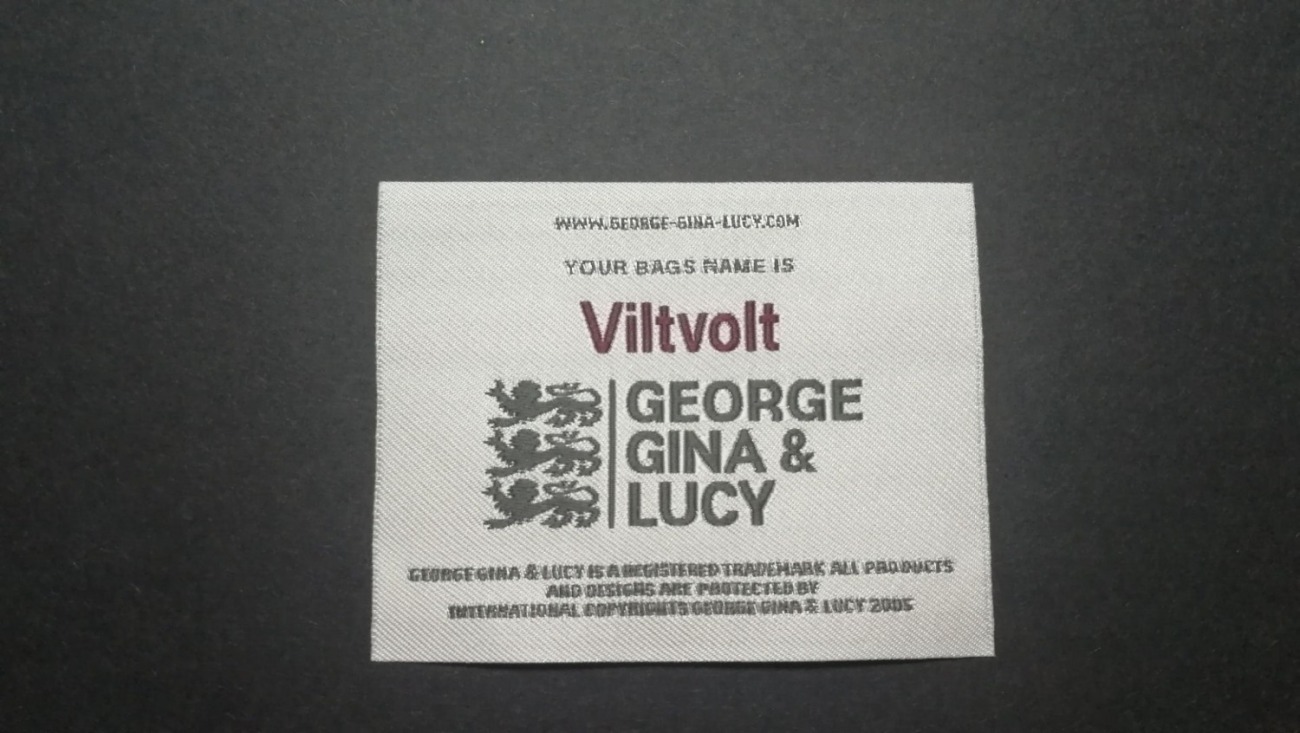 WWW.GEORGE-GINA-LUCY.COM
YOUR BAGS NAME IS
Viltvolt
GEORGE
GINA &
LUCY
GEORGE GINA & LUCY IS A REGISTERED TRADEMARK ALL PRODUCTS
AND DESIGNS ARE PROTECTED BY
INTERNATIONAL COPYRIGHTS GEORGE GINA & LUCY 2005